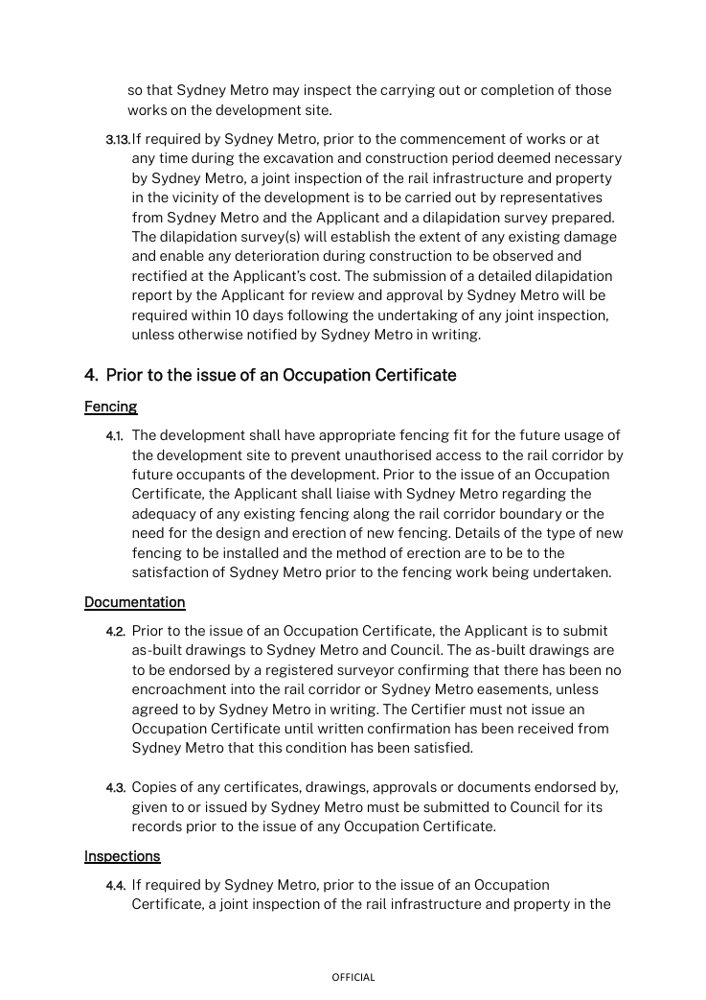 so that Sydney Metro may inspect the carrying out or completion of those
works on the development site.
3.13. If required by Sydney Metro, prior to the commencement of works or at
any time during the excavation and construction period deemed necessary
by Sydney Metro, a joint inspection of the rail infrastructure and property
in the vicinity of the development is to be carried out by representatives
from Sydney Metro and the Applicant and a dilapidation survey prepared.
The dilapidation survey(s) will establish the extent of any existing damage
and enable any deterioration during construction to be observed and
rectified at the Applicant’s cost. The submission of a detailed dilapidation
report by the Applicant for review and approval by Sydney Metro will be
required within 10 days following the undertaking of any joint inspection,
unless otherwise notified by Sydney Metro in writing.
4. Prior to the issue of an Occupation Certificate
Fencing
4.1. The development shall have appropriate fencing fit for the future usage of
the development site to prevent unauthorised access to the rail corridor by
future occupants of the development. Prior to the issue of an Occupation
Certificate, the Applicant shall liaise with Sydney Metro regarding the
adequacy of any existing fencing along the rail corridor boundary or the
need for the design and erection of new fencing. Details of the type of new
fencing to be installed and the method of erection are to be to the
satisfaction of Sydney Metro prior to the fencing work being undertaken.
Documentation
4.2. Prior to the issue of an Occupation Certificate, the Applicant is to submit
as-built drawings to Sydney Metro and Council. The as-built drawings are
to be endorsed by a registered surveyor confirming that there has been no
encroachment into the rail corridor or Sydney Metro easements, unless
agreed to by Sydney Metro in writing. The Certifier must not issue an
Occupation Certificate until written confirmation has been received from
Sydney Metro that this condition has been satisfied.
4.3. Copies of any certificates, drawings, approvals or documents endorsed by,
given to or issued by Sydney Metro must be submitted to Council for its
records prior to the issue of any Occupation Certificate.
Inspections
4.4. If required by Sydney Metro, prior to the issue of an Occupation
Certificate, a joint inspection of the rail infrastructure and property in the
OFFICIAL